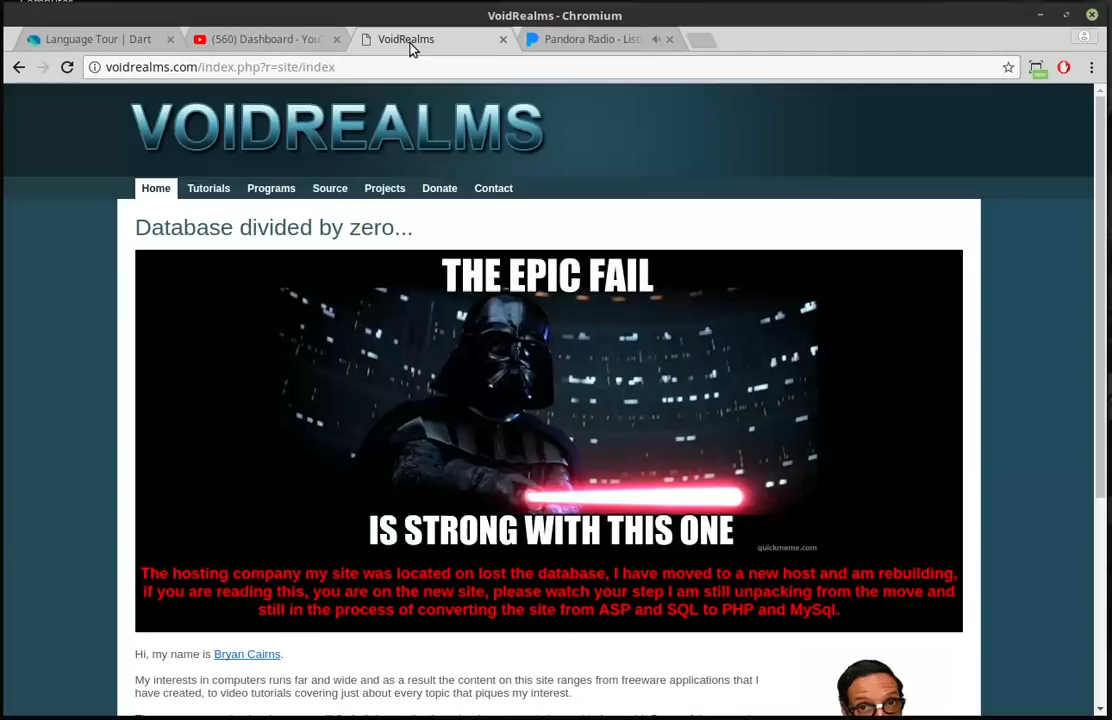 VoidRealms - Chromium
Language Tour | Dart
(560) Dashboard - You
VoidRealms
Pandora Radio - List
voidrealms.com/index.php?r=site/index
new
VOIDREALMS
Home Tutorials Programs Source Projects Donate Contact
Database divided by zero...
THE EPIC FAIL
IS STRONG WITH THIS ONE
quickmeme.com
The hosting company my site was located on lost the database, I have moved to a new host and am rebuilding,
if you are reading this, you are on the new site, please watch your step I am still unpacking from the move and
still in the process of converting the site from ASP and SQL to PHP and MySql.
Hi, my name is Bryan Cairns.
My interests in computers runs far and wide and as a result the content on this site ranges from freeware applications that I
have created, to video tutorials covering just about every topic that piques my interest.